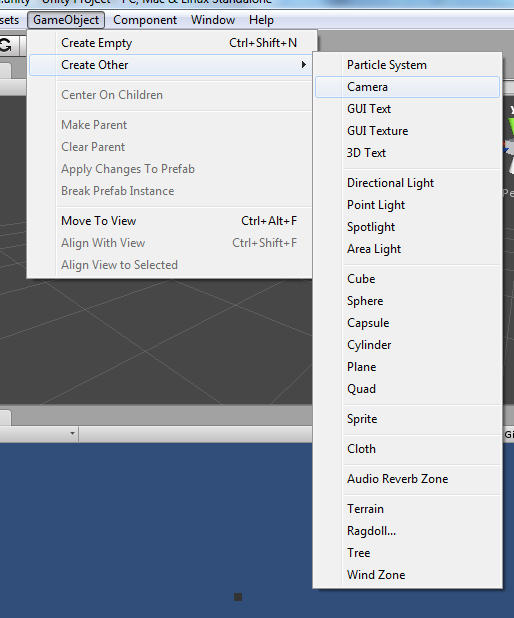 .unity - Unity Project - PC, Mac & Linux Standalone
sets GameObject Component Window Help
Create Empty Ctrl+Shift+N
Create Other
Center On Children
Make Parent
Clear Parent
Apply Changes To Prefab
Break Prefab Instance
Move To View Ctrl+Alt+F
Align With View Ctrl+Shift+F
Align View to Selected
Particle System
Camera
GUI Text
GUI Texture
3D Text
Directional Light
Point Light
Spotlight
Area Light
Cube
Sphere
Capsule
Cylinder
Plane
Quad
Sprite
Cloth
Audio Reverb Zone
Terrain
Ragdoll...
Tree
Wind Zone
y
Pe
Gi